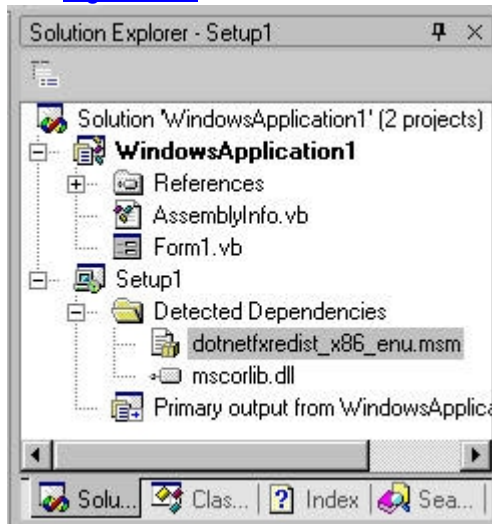 Solution Explorer - Setup1
Solution 'WindowsApplication1' (2 projects)
WindowsApplication1
References
AssemblyInfo.vb
Form1.vb
Setup1
Detected Dependencies
dotnetfxredist_x86_enu.msm
mscorlib.dll
Primary output from WindowsApplica
Solu... Clas... Index Sea...